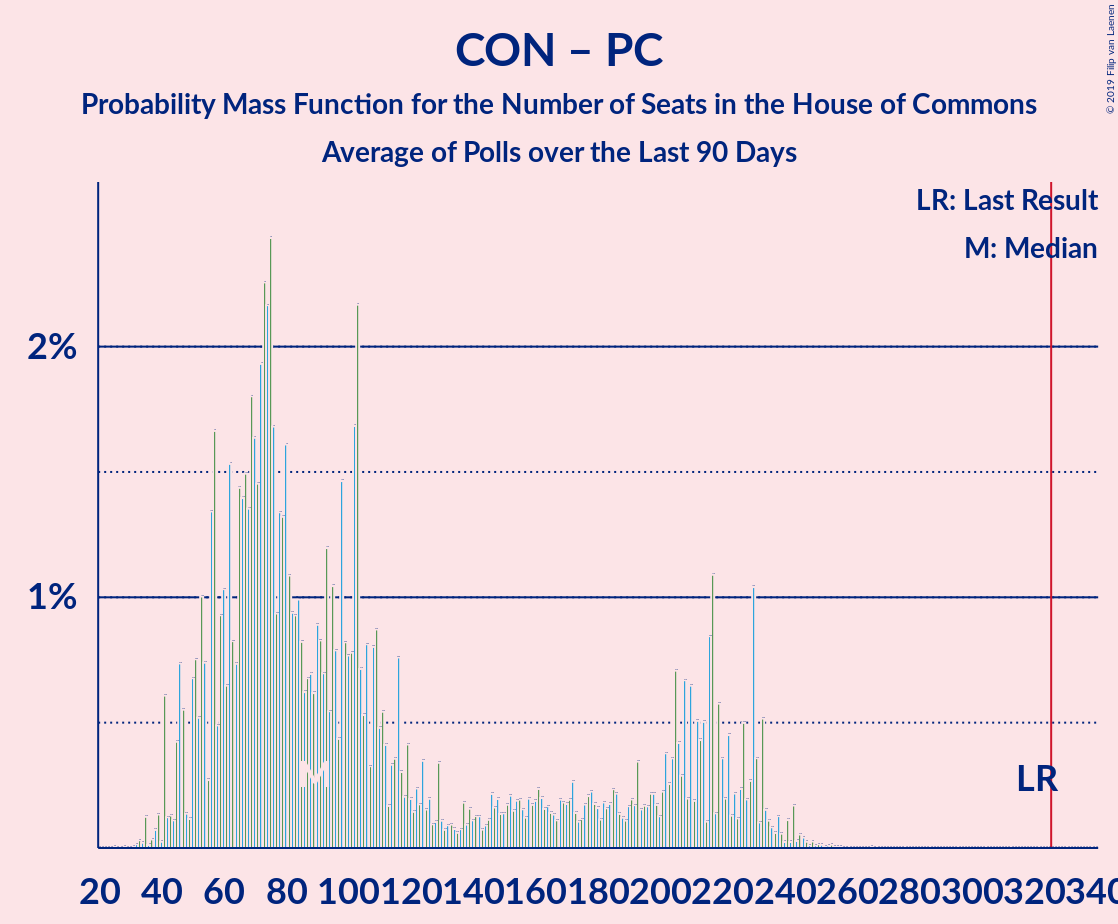 CON – PC
Probability Mass Function for the Number of Seats in the House of Commons
Average of Polls over the Last 90 Days
© 2019 Filip van Laenen
LR: Last Result
M: Median
2%
1%
M
LR
20 40 60 80 100 120 140 160 180 200 220 240 260 280 300 320 340